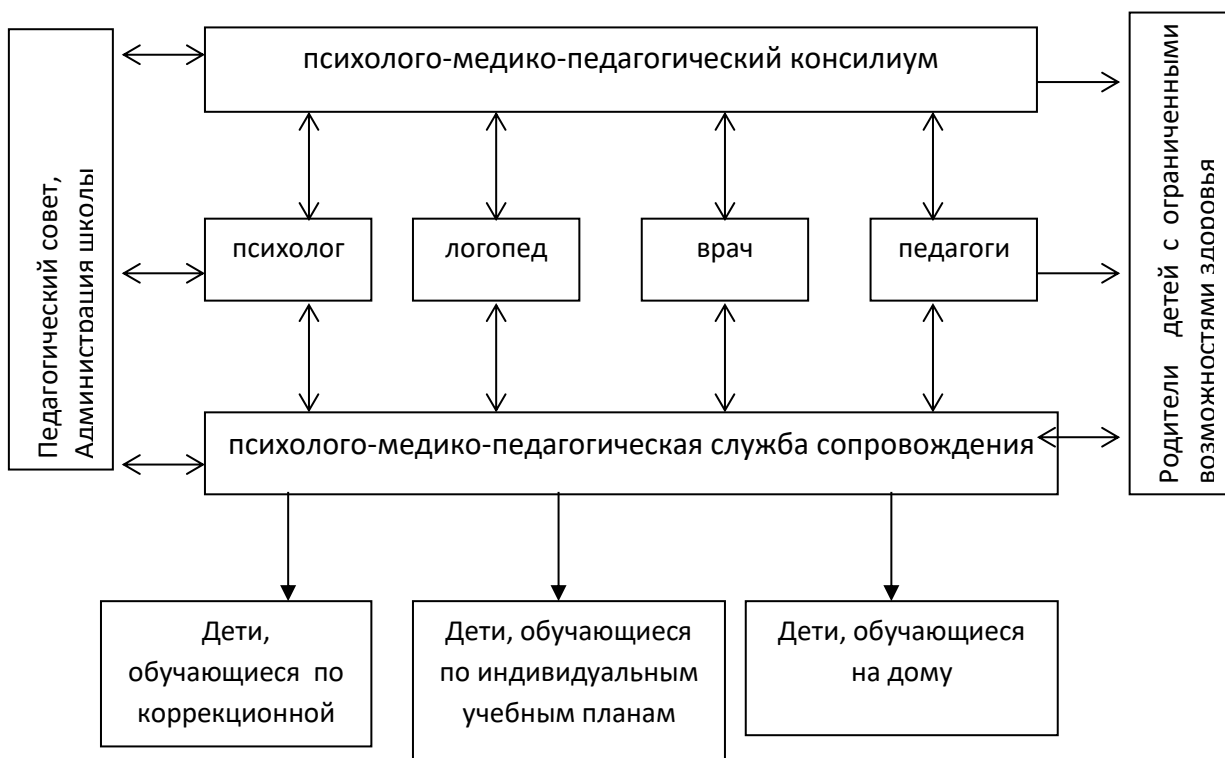 психолого-медико-педагогический консилиум
Педагогический совет,
Администрация школы
Родители детей с ограниченными
возможностями здоровья
психолог
логопед
врач
педагоги
психолого-медико-педагогическая служба сопровождения
Дети,
обучающиеся по
коррекционной
Дети, обучающиеся
по индивидуальным
учебным планам
Дети, обучающиеся
на дому